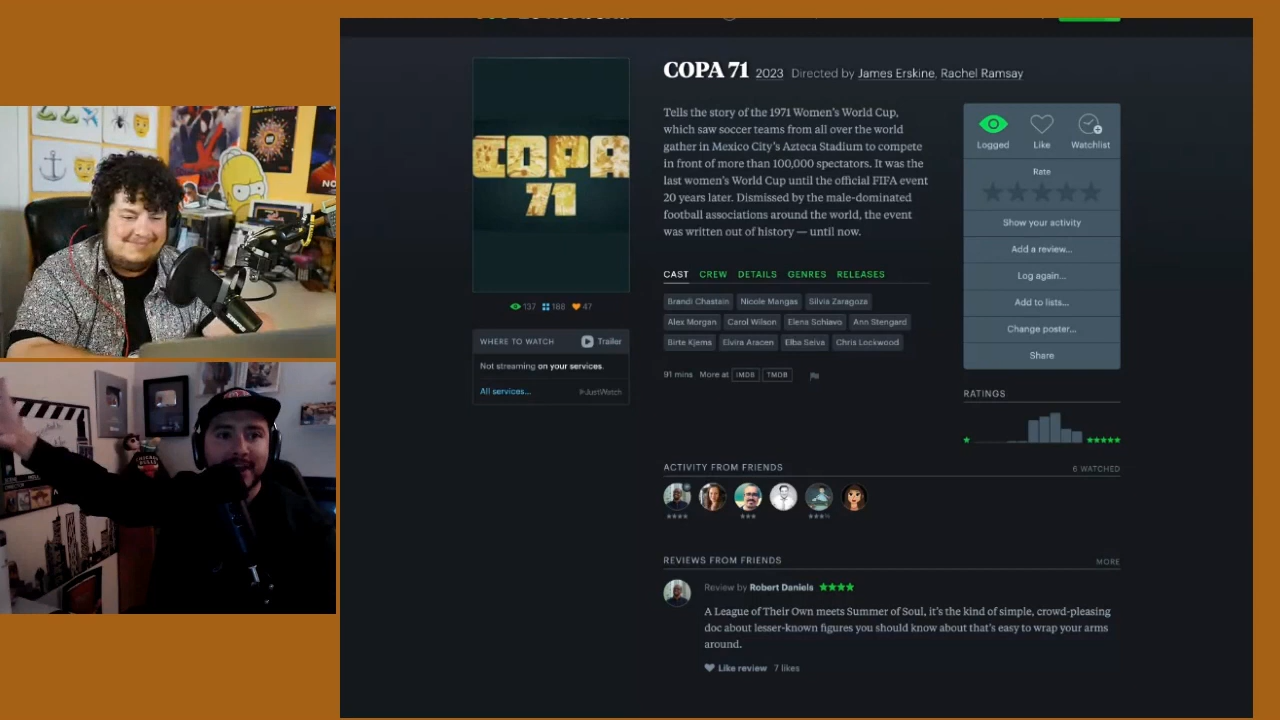 COPA 71 2023 Directed by James Erskine, Rachel Ramsay
COPA
71
Tells the story of the 1971 Women's World Cup,
which saw soccer teams from all over the world
gather in Mexico City's Azteca Stadium to compete
in front of more than 100,000 spectators. It was the
last women's World Cup until the official FIFA event
20 years later. Dismissed by the male-dominated
football associations around the world, the event
was written out of history — until now.
Logged Like Watchlist
Rate
Show your activity
Add a review...
Log again...
Add to lists...
Change poster...
Share
CAST CREW DETAILS GENRES RELEASES
Brandi Chastain Nicole Mangas Silvia Zaragoza
Alex Morgan Carol Wilson Elena Schiavo Ann Stengard
Birte Kjems Elvira Aracen Elba Selva Chris Lockwood
137 188 47
WHERE TO WATCH Trailer
Not streaming on your services.
All services... JustWatch
91 mins More at IMDB TMDB
RATINGS
ACTIVITY FROM FRIENDS 6 WATCHED
REVIEWS FROM FRIENDS MORE
Review by Robert Daniels ★★★★
A League of Their Own meets Summer of Soul, it's the kind of simple, crowd-pleasing
doc about lesser-known figures you should know about that's easy to wrap your arms
around.
Like review 7 likes